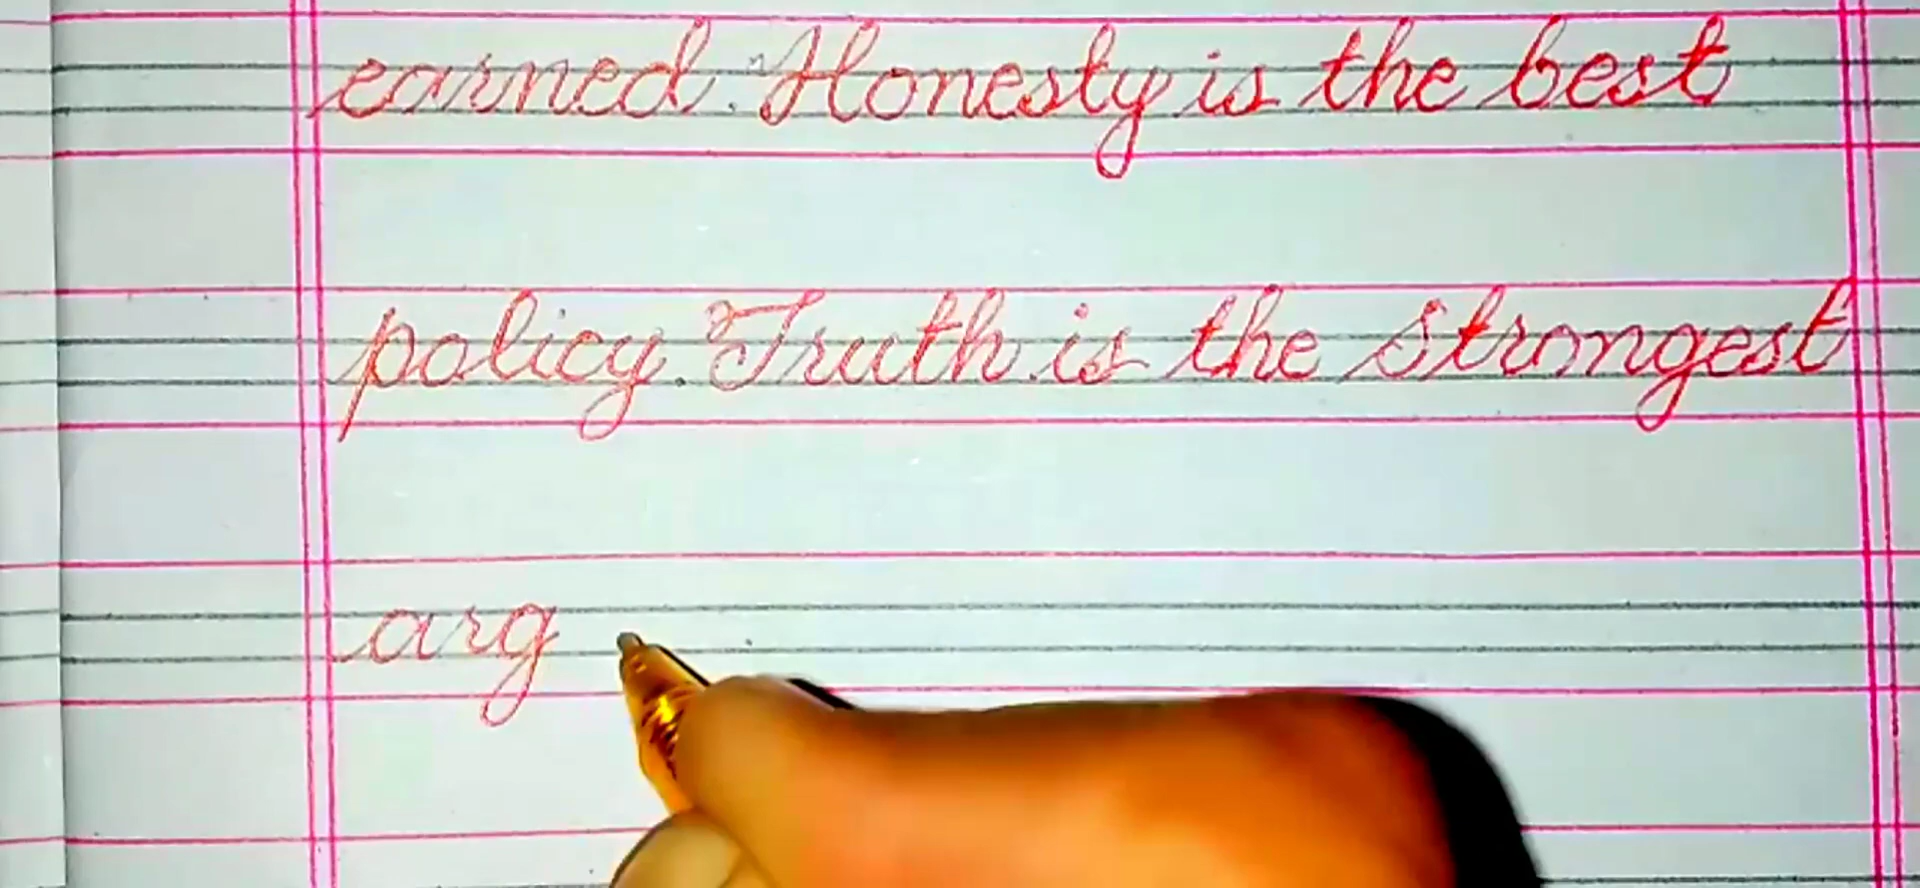 earned. Honesty is the best
policy. Truth is the strongest
arg